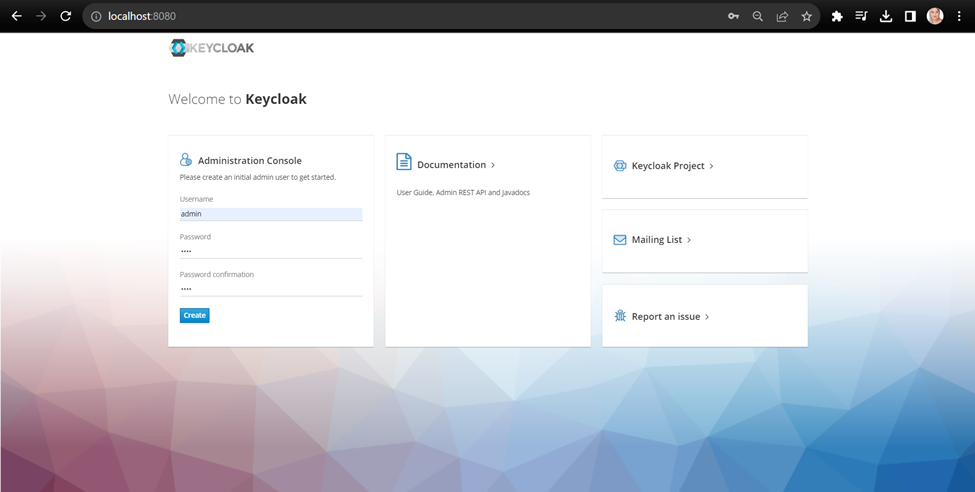 localhost:8080
KEYCLOAK
Welcome to Keycloak
Administration Console
Please create an initial admin user to get started.
Username
admin
Password
••••
Password confirmation
••••
Create
Documentation >
User Guide, Admin REST API and Javadocs
Keycloak Project >
Mailing List >
Report an issue >